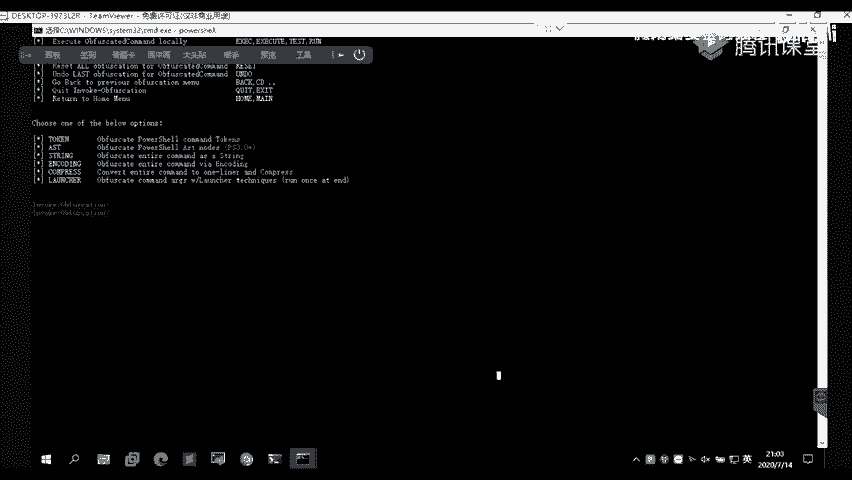 DESKTOP-3973L2R - TeamViewer - 免费许可证(仅非商业用途)
选择C:\WINDOWS\system32\cmd.exe - powershell
腾讯课堂
[*] Execute ObfuscatedCommand locally EXEC,EXECUTE,TEST,RUN
[*] Reset ALL obfuscation for ObfuscatedCommand RESET
[*] Undo LAST obfuscation for ObfuscatedCommand UNDO
[*] Go Back to previous obfuscation menu BACK,CD ..
[*] Quit Invoke-Obfuscation QUIT,EXIT
[*] Return to Home Menu HOME,MAIN
Choose one of the below options:
[*] TOKEN Obfuscate PowerShell command Tokens
[*] AST Obfuscate PowerShell Ast nodes (PS3.0+)
[*] STRING Obfuscate entire command as a String
[*] ENCODING Obfuscate entire command via Encoding
[*] COMPRESS Convert entire command to one-liner and Compress
[*] LAUNCHER Obfuscate command args w/Launcher techniques (run once at end)
Invoke-Obfuscation>
Invoke-Obfuscation>
英
21:03
2020/7/14